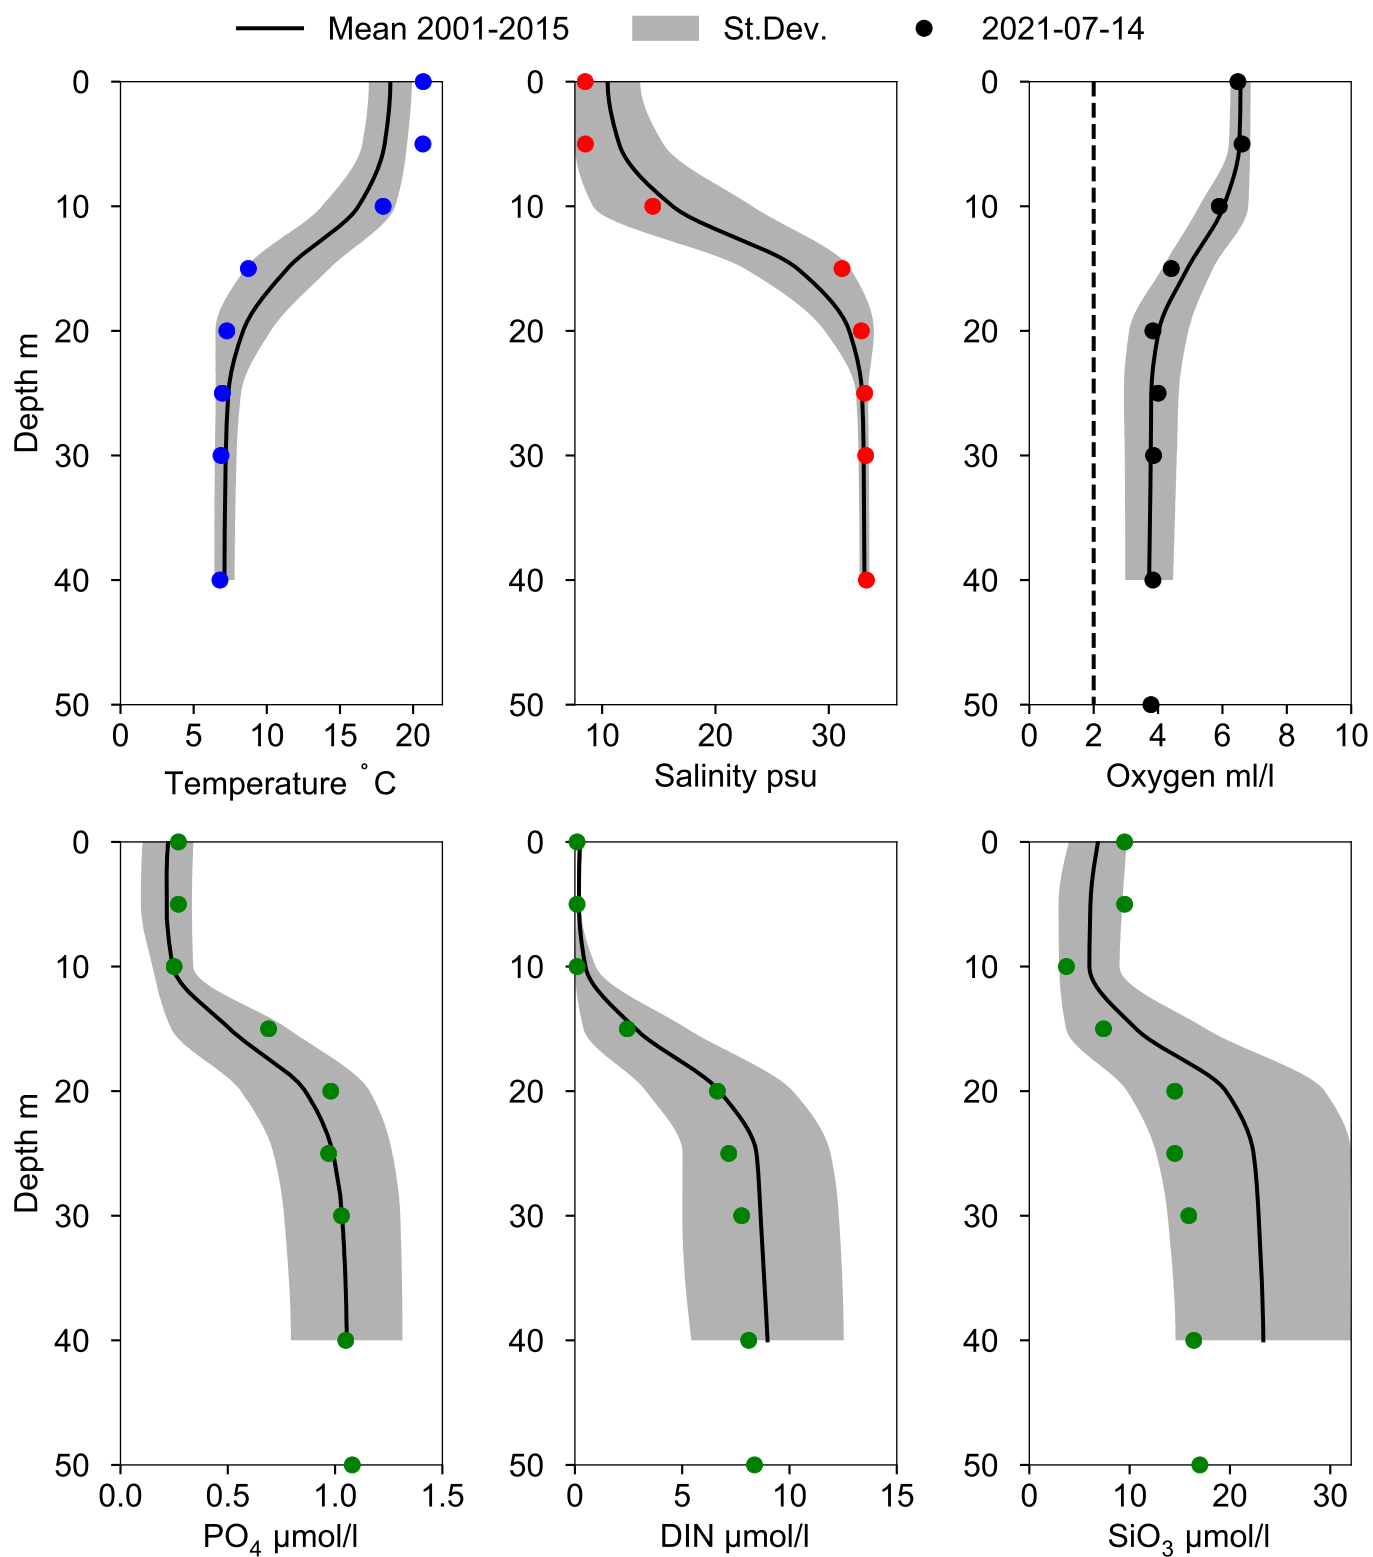 Mean 2001-2015 St.Dev. 2021-07-14
0 0 0
10 10 10
20 20 20
30 30 30
40 40 40
50 50 50
Depth m
0 5 10 15 20
Temperature °C
10 20 30
Salinity psu
0 2 4 6 8 10
Oxygen ml/l
0 0 0
10 10 10
20 20 20
30 30 30
40 40 40
50 50 50
Depth m
0.0 0.5 1.0 1.5
PO4 μmol/l
0 5 10 15
DIN μmol/l
0 10 20 30
SiO3 μmol/l